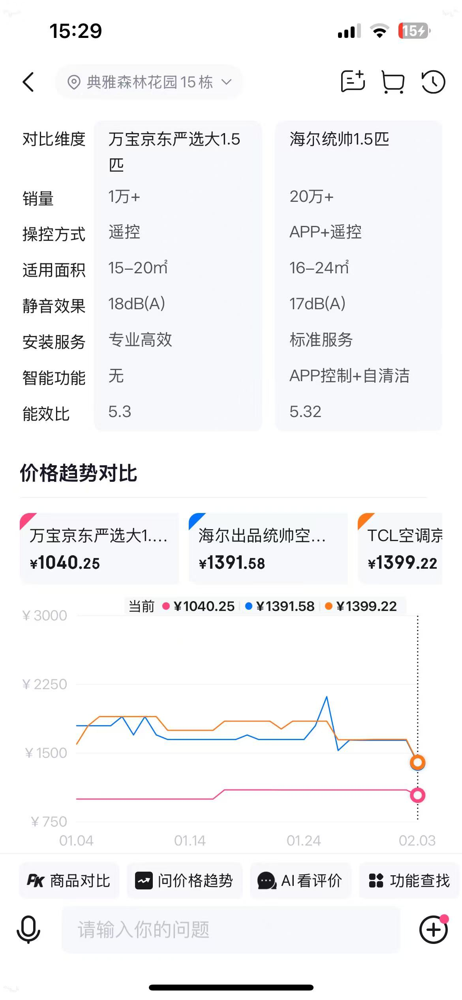 15:29
15
典雅森林花园15栋
对比维度 万宝京东严选大1.5匹 海尔统帅1.5匹
销量 1万+ 20万+
操控方式 遥控 APP+遥控
适用面积 15–20㎡ 16–24㎡
静音效果 18dB(A) 17dB(A)
安装服务 专业高效 标准服务
智能功能 无 APP控制+自清洁
能效比 5.3 5.32
价格趋势对比
万宝京东严选大1.... 海尔出品统帅空... TCL空调京
¥1040.25 ¥1391.58 ¥1399.22
当前 ¥1040.25 ¥1391.58 ¥1399.22
¥ 3000
¥ 2250
¥ 1500
¥ 750
01.04 01.14 01.24 02.03
PK 商品对比 问价格趋势 AI看评价 功能查找
请输入你的问题